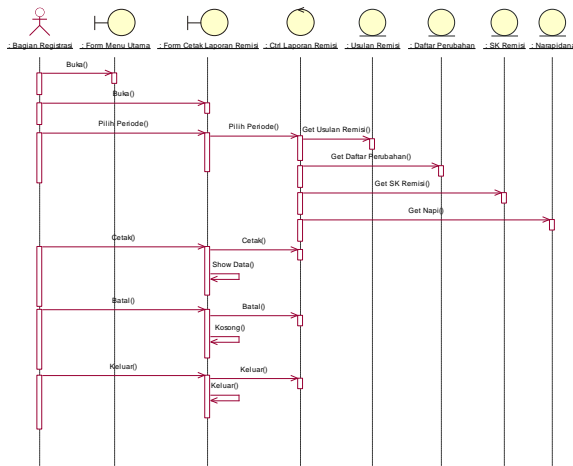 : Bagian Registrasi
: Form Menu Utama
: Form Cetak Laporan Remisi
: Ctrl Laporan Remisi
: Usulan Remisi
: Daftar Perubahan
: SK Remisi
: Narapidana
Buka()
Buka()
Pilih Periode()
Pilih Periode()
Get Usulan Remisi()
Get Daftar Perubahan()
Get SK Remisi()
Get Napi()
Cetak()
Cetak()
Show Data()
Batal()
Batal()
Kosong()
Keluar()
Keluar()
Keluar()